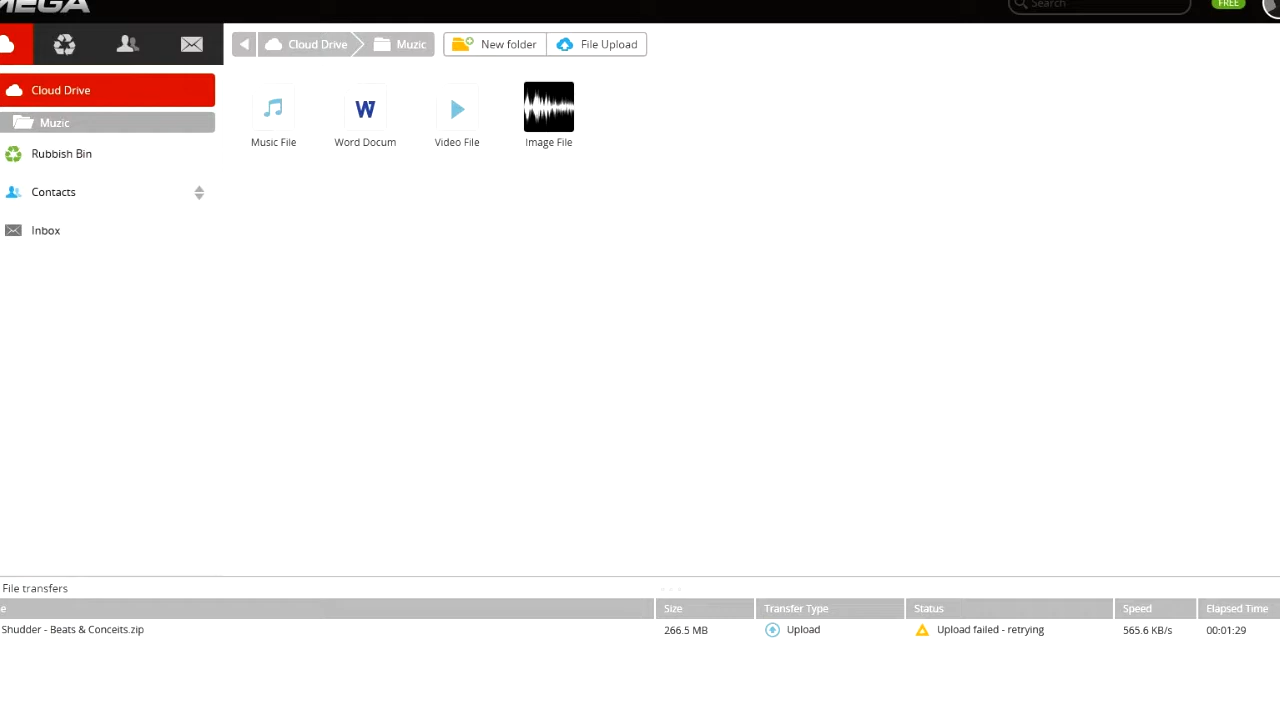 MEGA
Search
FREE
Cloud Drive
Muzic
New folder
File Upload
Cloud Drive
Muzic
Rubbish Bin
Contacts
Inbox
Music File
Word Docum
Video File
Image File
File transfers
e Size Transfer Type Status Speed Elapsed Time
Shudder - Beats & Conceits.zip 266.5 MB Upload Upload failed - retrying 565.6 KB/s 00:01:29